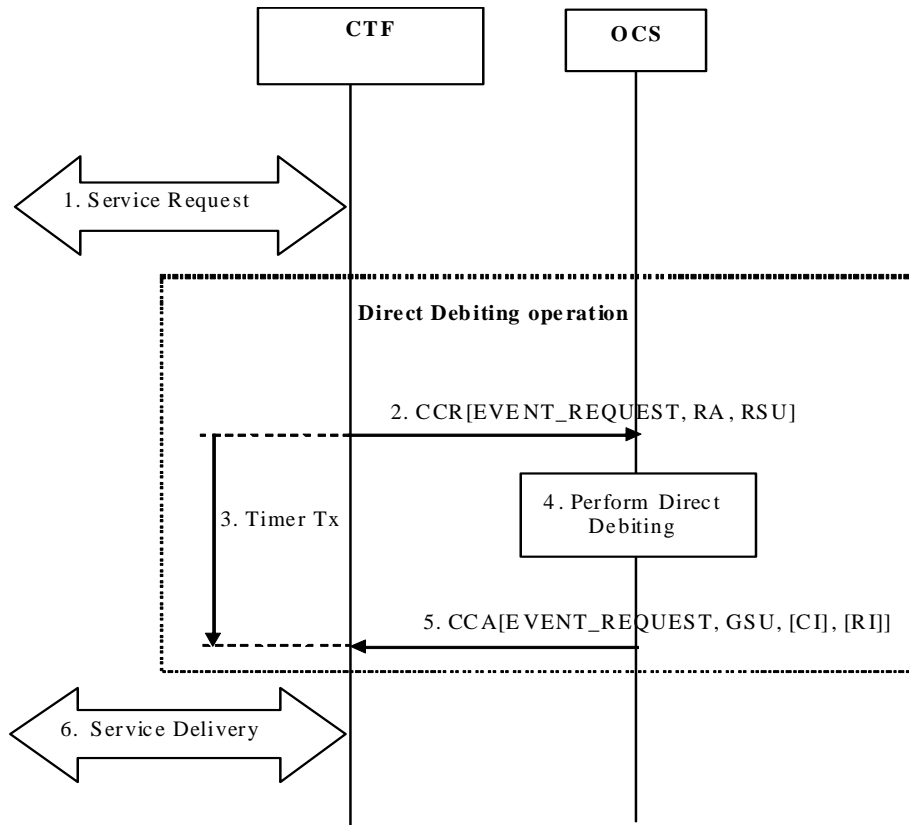 CTF
OCS
1. Service Request
Direct Debiting operation
2. CCR[EVENT_REQUEST, RA, RSU]
3. Timer Tx
4. Perform Direct
Debiting
5. CCA[EVENT_REQUEST, GSU, [CI], [RI]]
6. Service Delivery